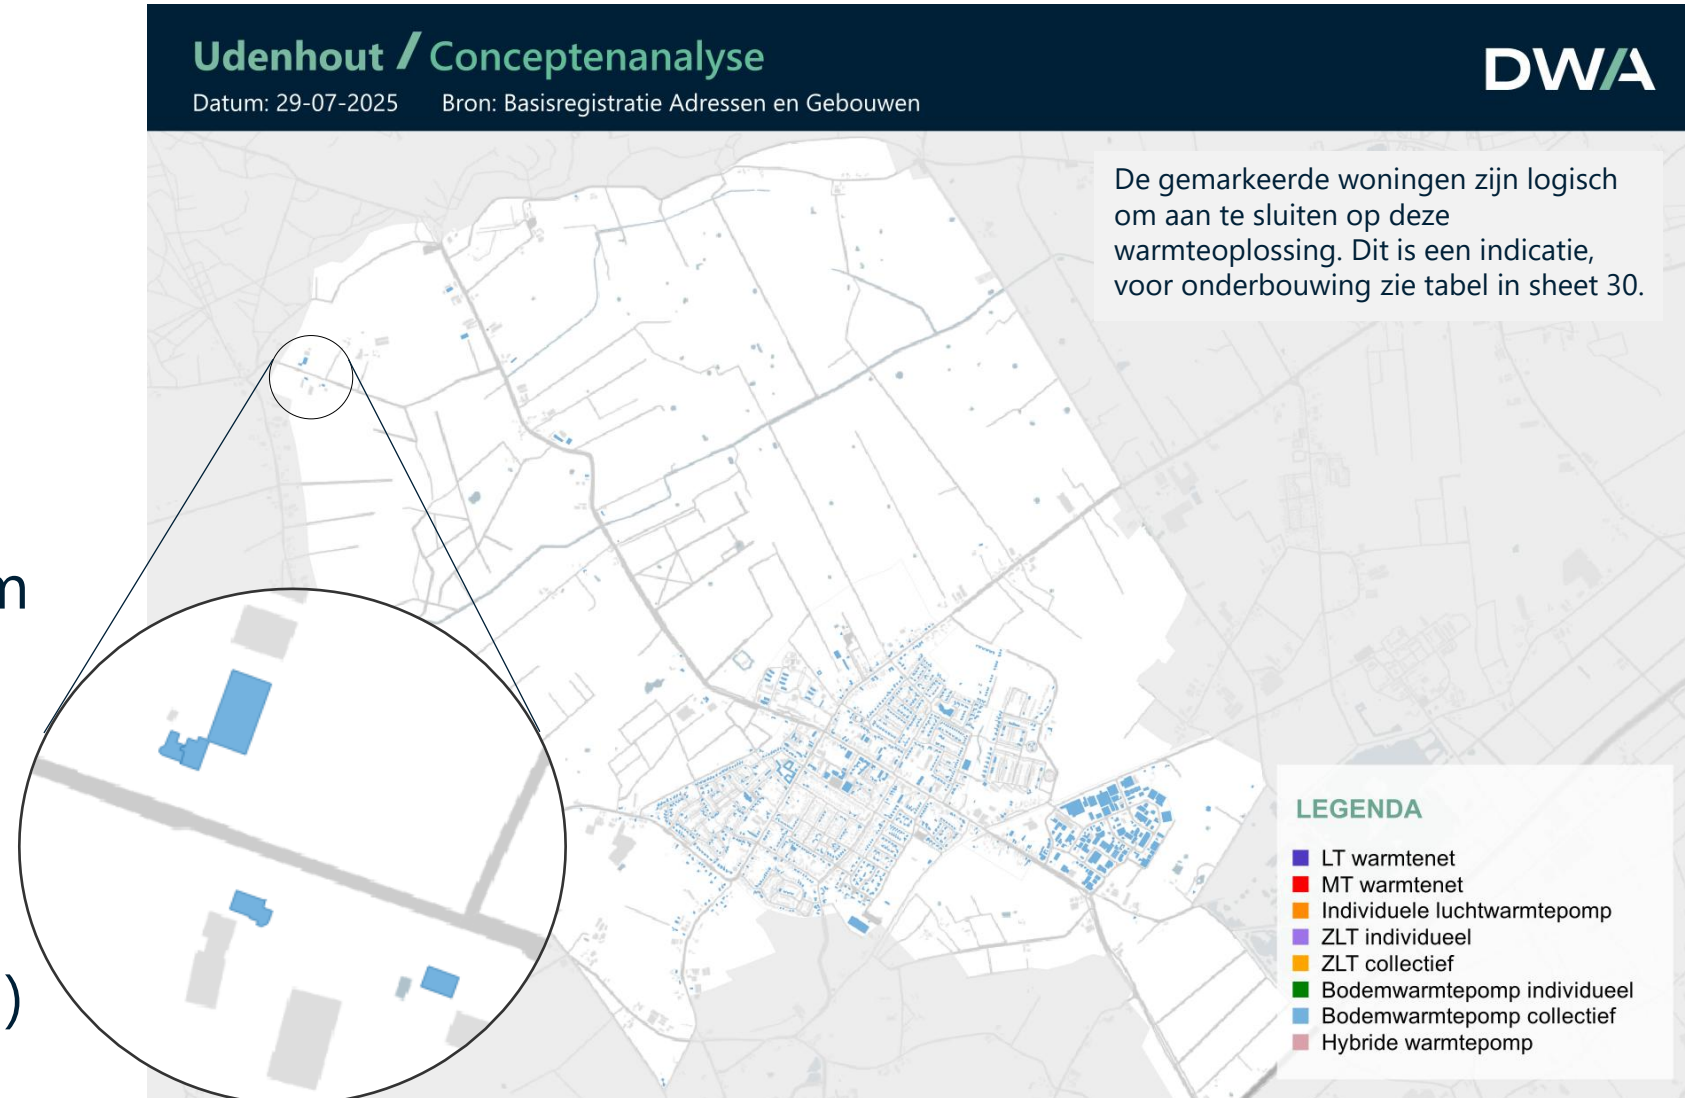 Udenhout / Conceptenanalyse
DWA
Datum: 29-07-2025 Bron: Basisregistratie Adressen en Gebouwen
De gemarkeerde woningen zijn logisch
om aan te sluiten op deze
warmteoplossing. Dit is een indicatie,
voor onderbouwing zie tabel in sheet 30.
m
)
LEGENDA
LT warmtenet
MT warmtenet
Individuele luchtwarmtepomp
ZLT individueel
ZLT collectief
Bodemwarmtepomp individueel
Bodemwarmtepomp collectief
Hybride warmtepomp